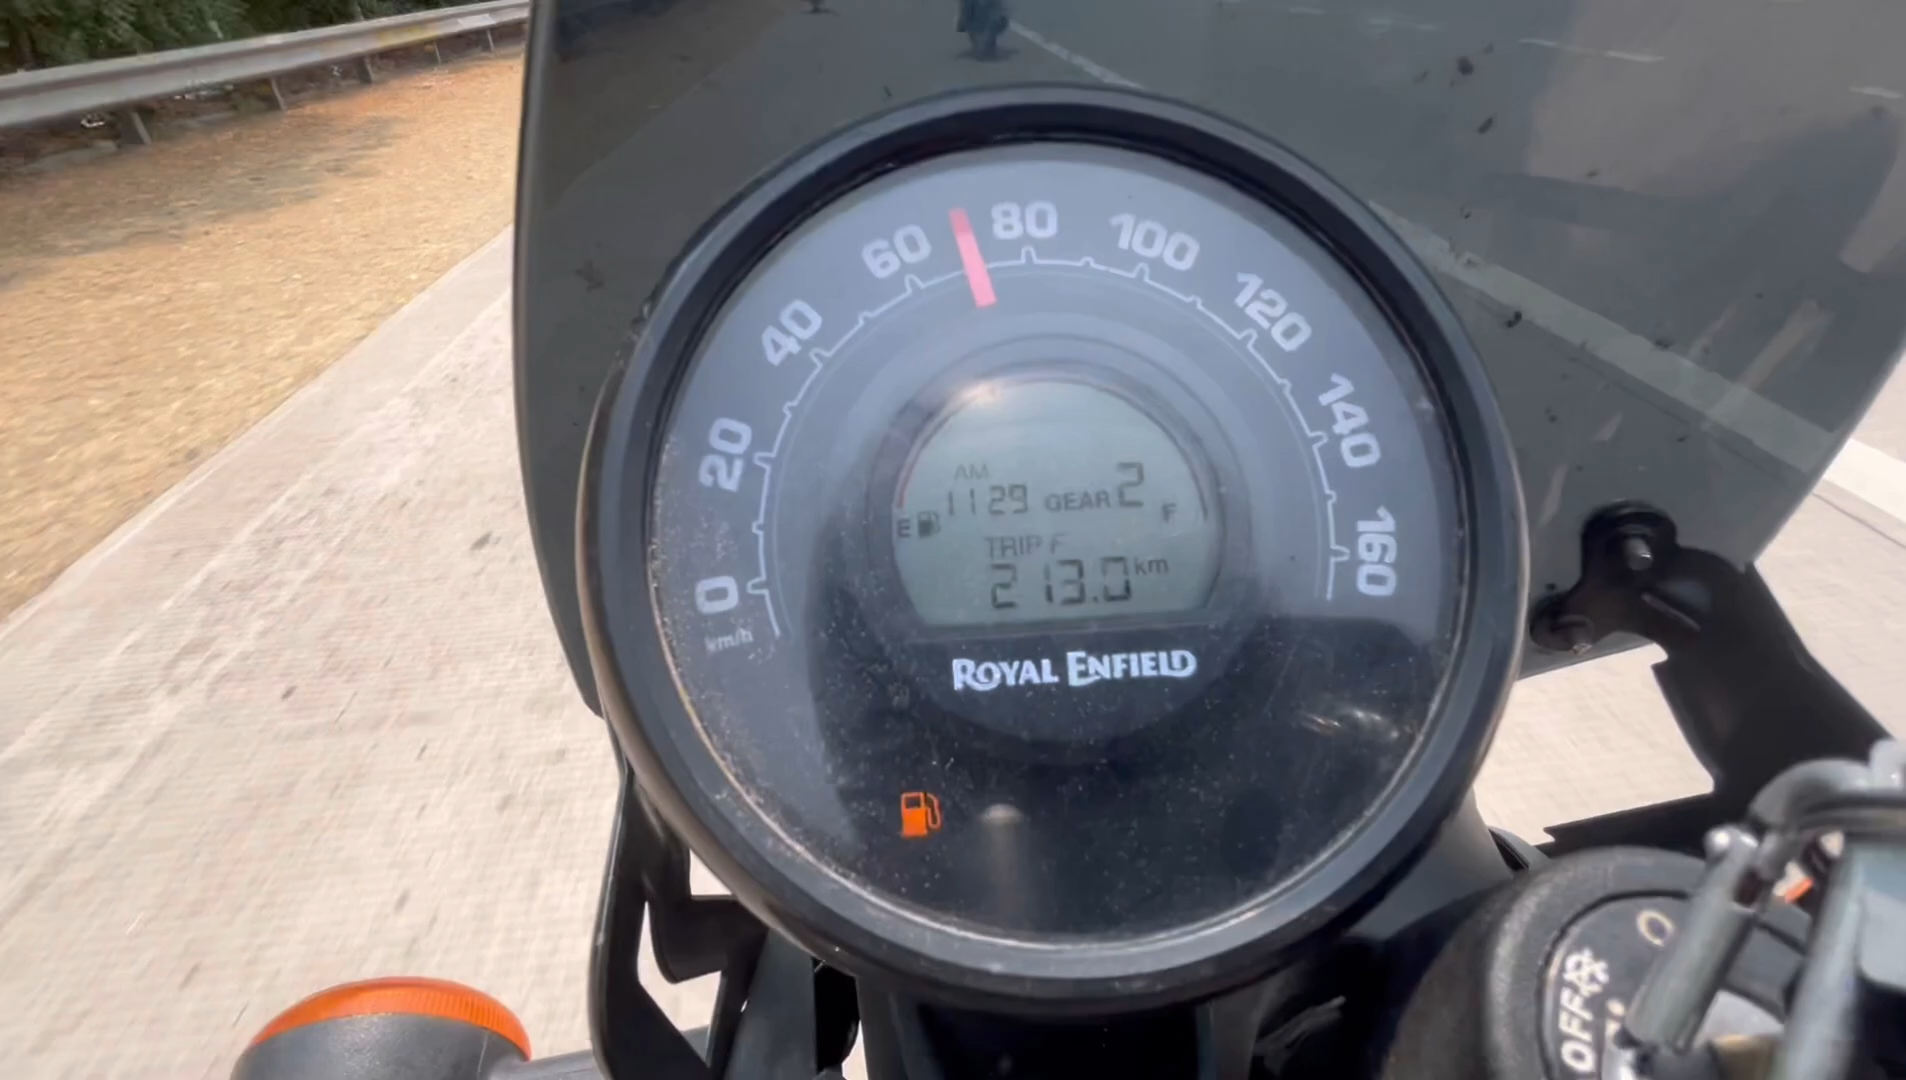 0
20
40
60
80
100
120
140
160
km/h
AM
1129 GEAR 2
E F
TRIP F
213.0 km
ROYAL ENFIELD
OFF